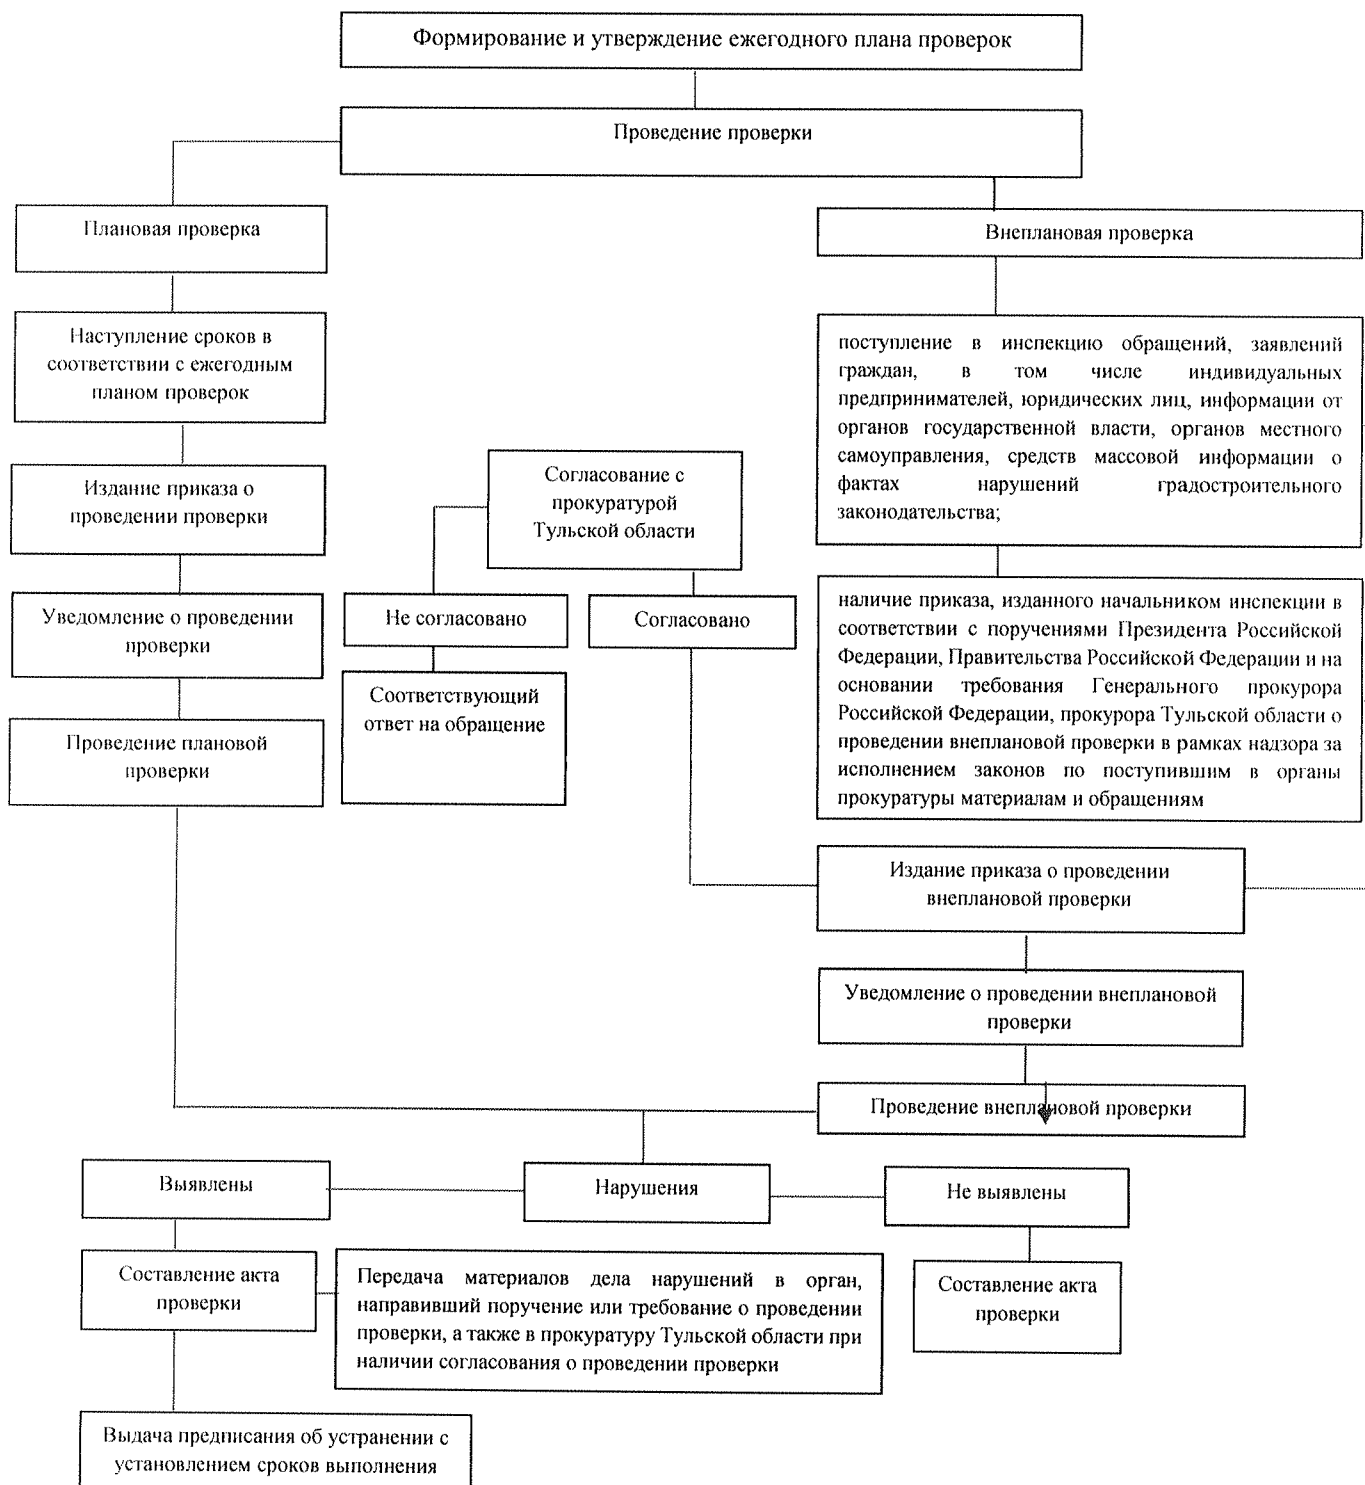 Формирование и утверждение ежегодного плана проверок
Проведение проверки
Плановая проверка
Внеплановая проверка
Наступление сроков в
соответствии с ежегодным
планом проверок
поступление в инспекцию обращений, заявлений
граждан, в том числе индивидуальных
предпринимателей, юридических лиц, информации от
органов государственной власти, органов местного
самоуправления, средств массовой информации о
фактах нарушений градостроительного
законодательства;
Издание приказа о
проведении проверки
Согласование с
прокуратурой
Тульской области
Уведомление о проведении
проверки
Не согласовано
Согласовано
наличие приказа, изданного начальником инспекции в
соответствии с поручениями Президента Российской
Федерации, Правительства Российской Федерации и на
основании требования Генерального прокурора
Российской Федерации, прокурора Тульской области о
проведении внеплановой проверки в рамках надзора за
исполнением законов по поступившим в органы
прокуратуры материалам и обращениям
Соответствующий
ответ на обращение
Проведение плановой
проверки
Издание приказа о проведении
внеплановой проверки
Уведомление о проведении внеплановой
проверки
Проведение внеплановой проверки
Выявлены
Нарушения
Не выявлены
Составление акта
проверки
Передача материалов дела нарушений в орган,
направивший поручение или требование о проведении
проверки, а также в прокуратуру Тульской области при
наличии согласования о проведении проверки
Составление акта
проверки
Выдача предписания об устранении с
установлением сроков выполнения